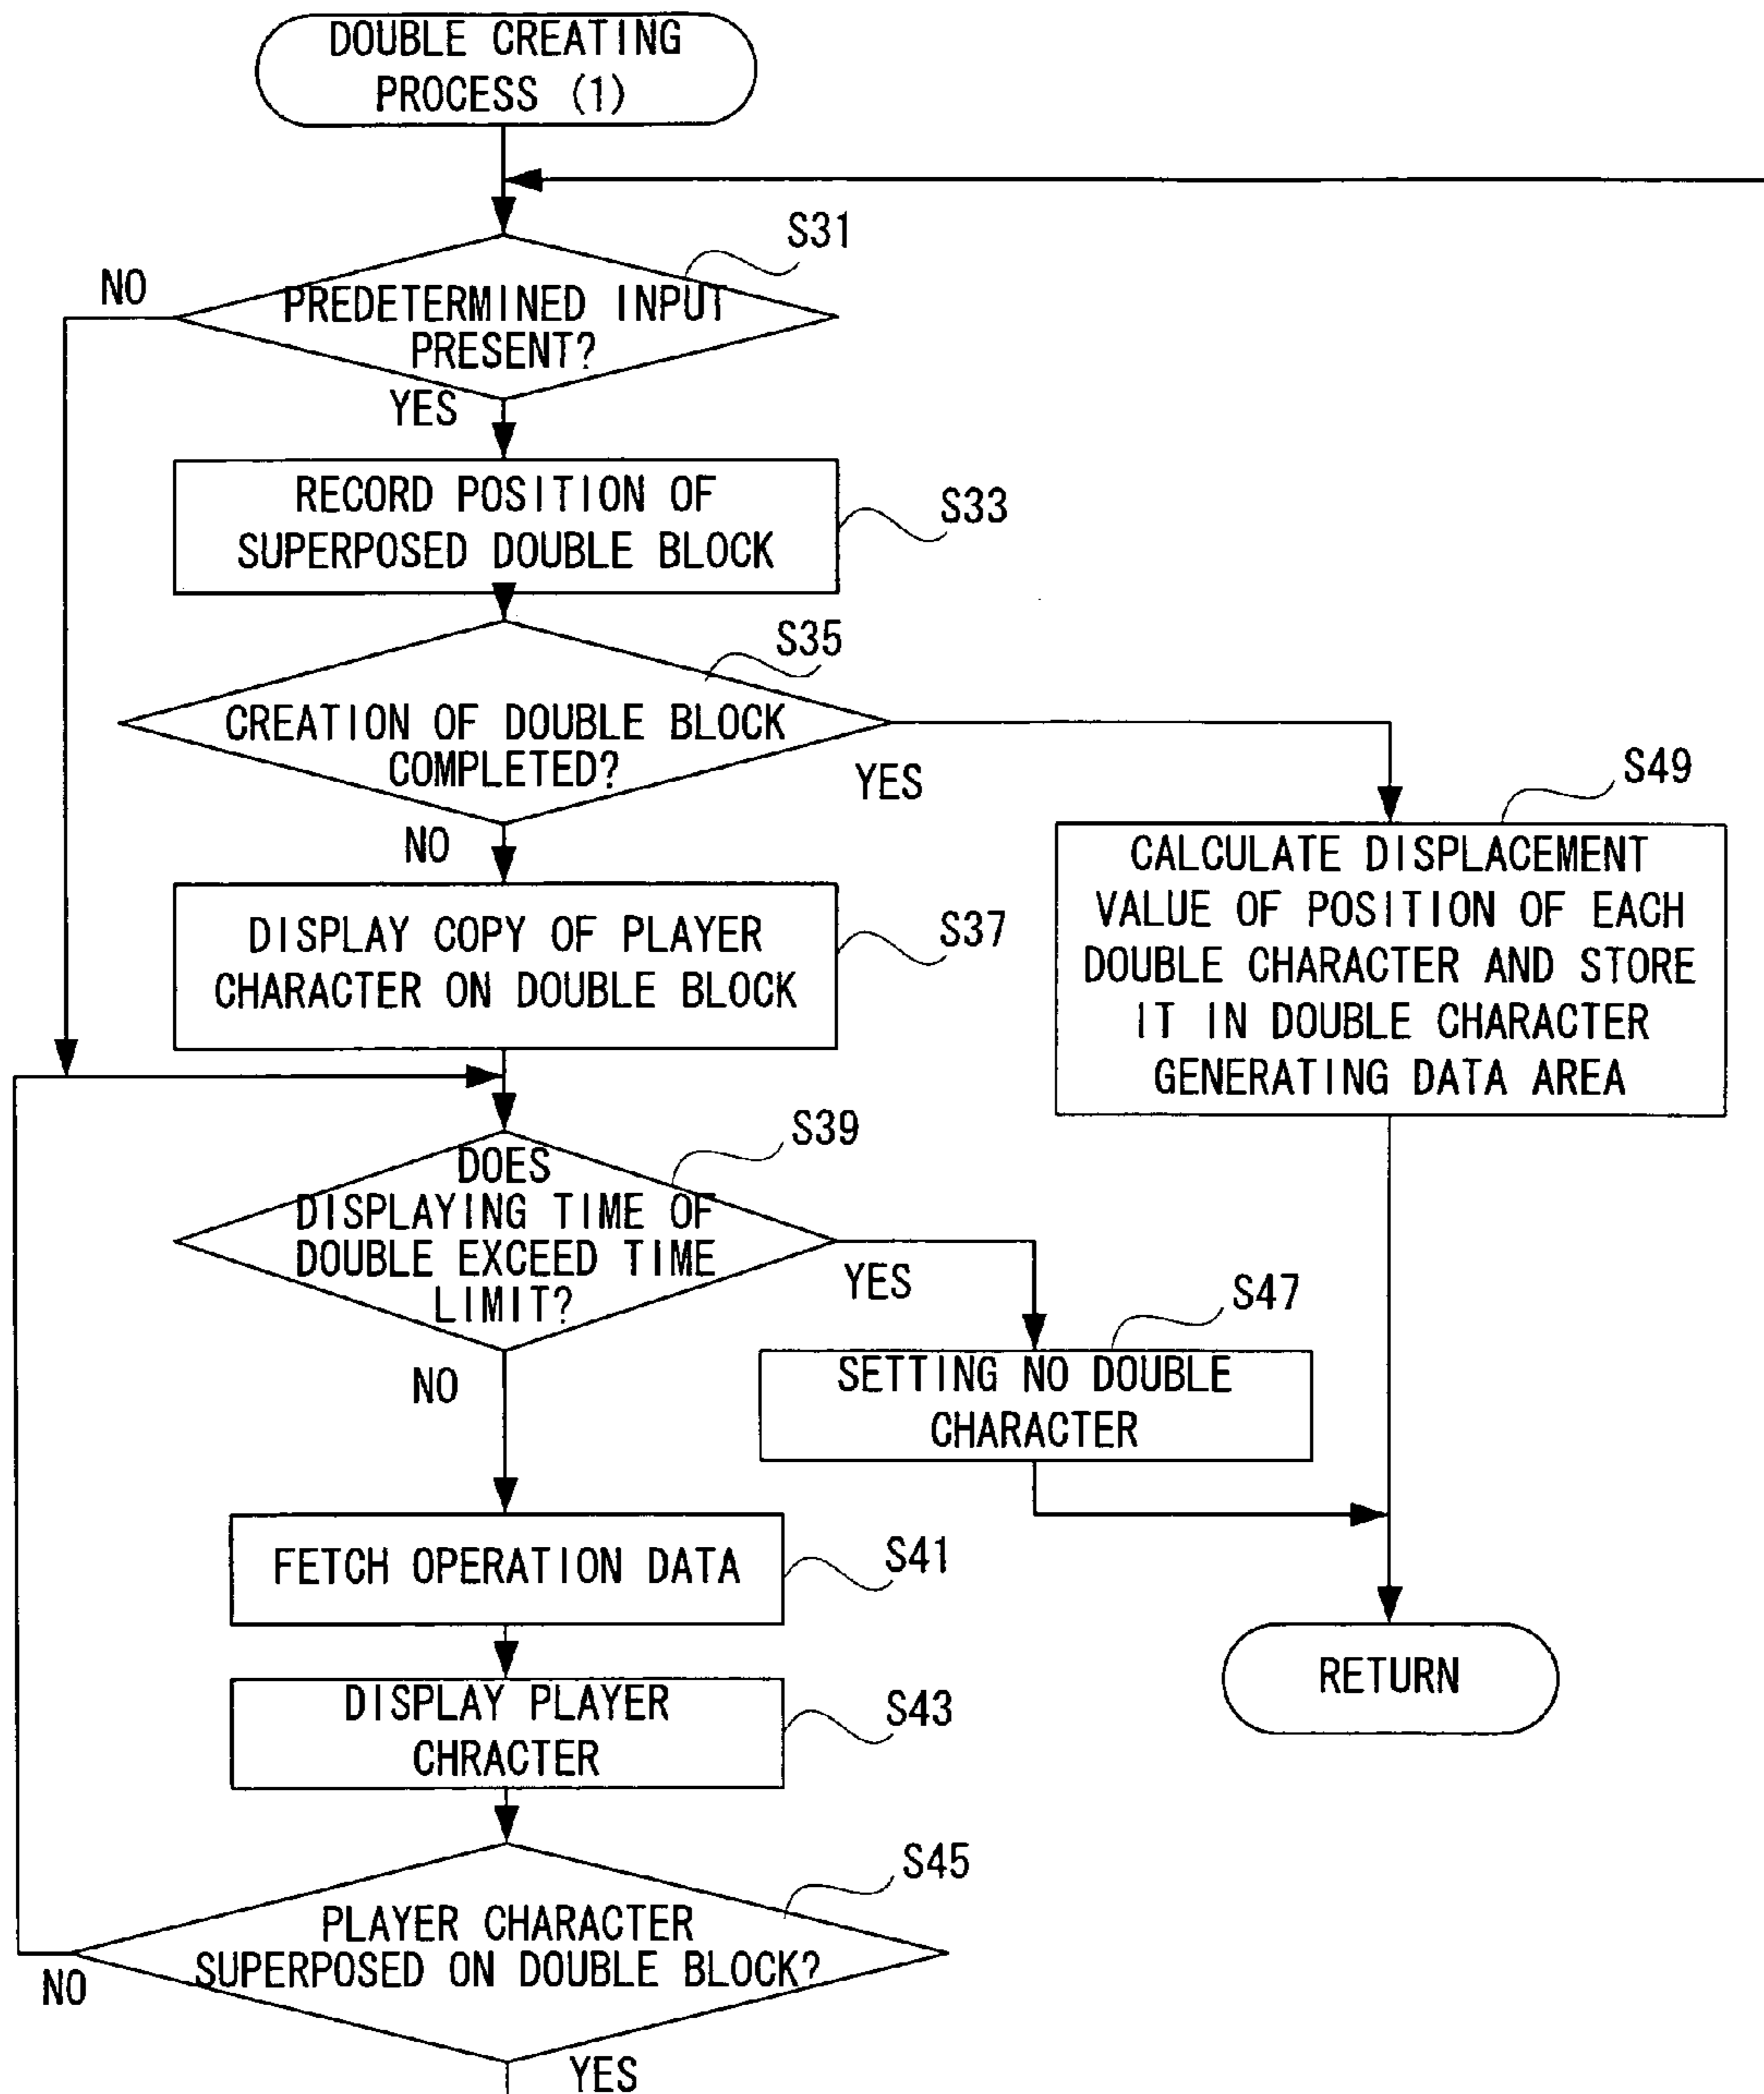 DOUBLE CREATING
PROCESS (1)
S31
NO
PREDETERMINED INPUT
PRESENT?
YES
RECORD POSITION OF
SUPERPOSED DOUBLE BLOCK
S33
S35
CREATION OF DOUBLE BLOCK
COMPLETED?
YES
NO
S49
CALCULATE DISPLACEMENT
VALUE OF POSITION OF EACH
DOUBLE CHARACTER AND STORE
IT IN DOUBLE CHARACTER
GENERATING DATA AREA
DISPLAY COPY OF PLAYER
CHARACTER ON DOUBLE BLOCK
S37
S39
DOES
DISPLAYING TIME OF
DOUBLE EXCEED TIME
LIMIT?
YES
NO
S47
SETTING NO DOUBLE
CHARACTER
FETCH OPERATION DATA
S41
DISPLAY PLAYER
CHRACTER
S43
RETURN
S45
PLAYER CHARACTER
SUPERPOSED ON DOUBLE BLOCK?
NO
YES